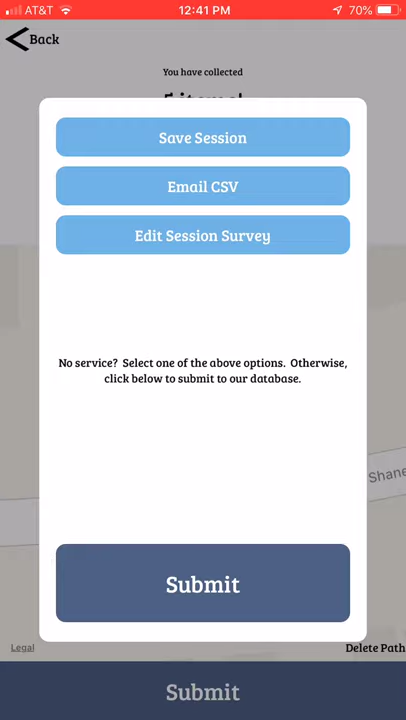 AT&T 12:41 PM 70%
Back
You have collected
5 items!
Save Session
Email CSV
Edit Session Survey
No service? Select one of the above options. Otherwise,
click below to submit to our database.
Shane
Submit
Legal
Delete Path
Submit